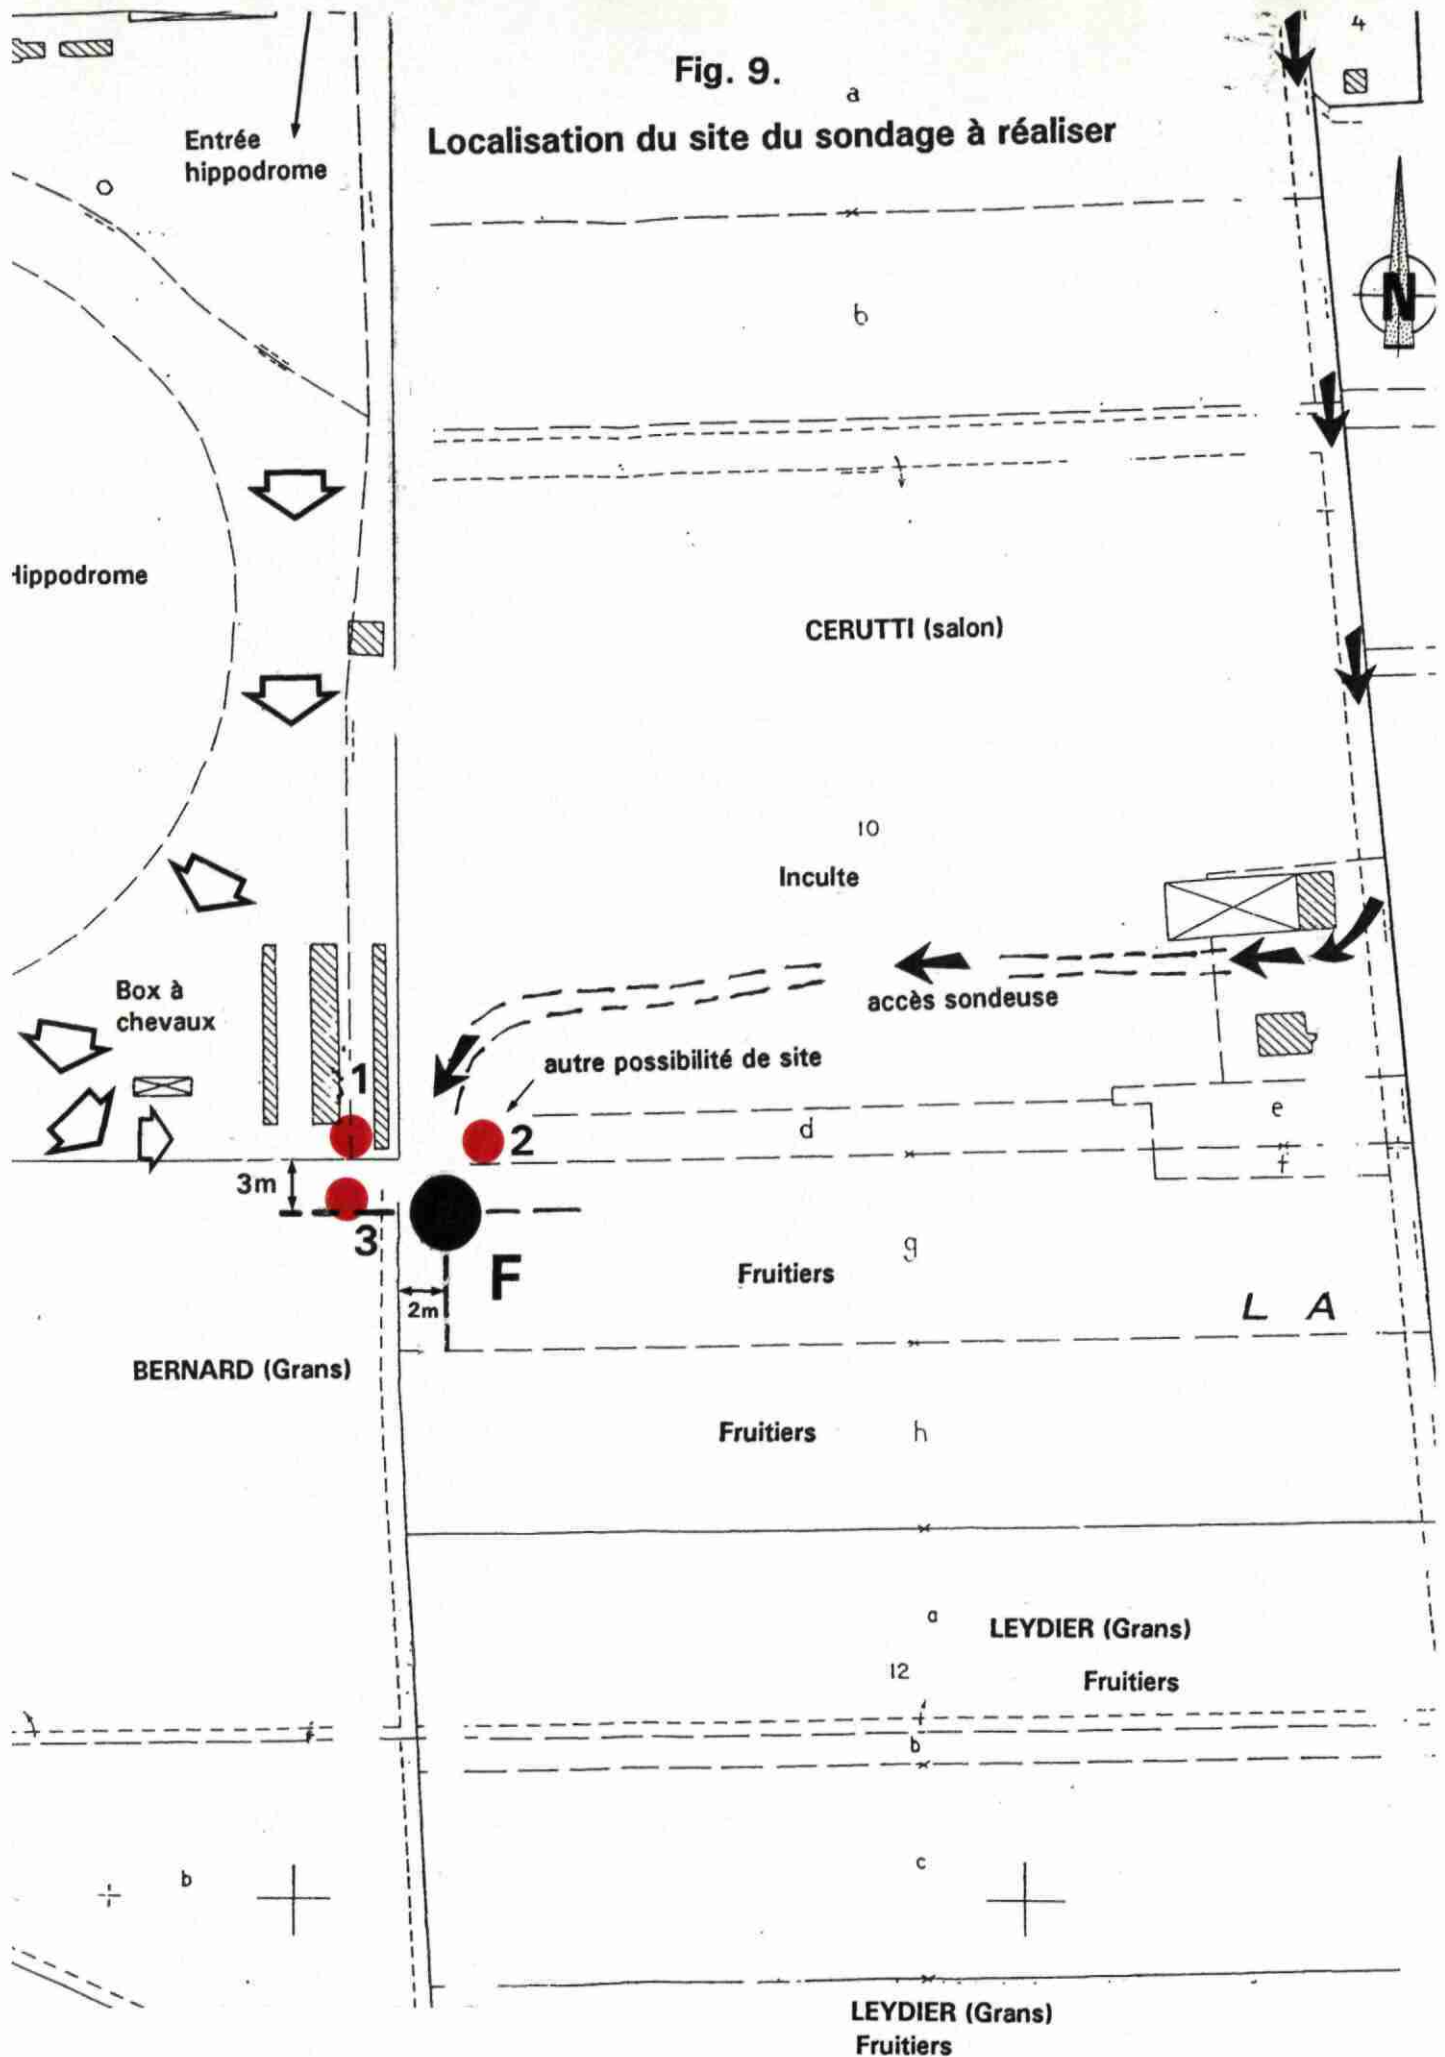 Fig. 9.
a
Localisation du site du sondage à réaliser
4
Entrée
hippodrome
N
b
Hippodrome
CERUTTI (salon)
10
Inculte
Box à
chevaux
accès sondeuse
autre possibilité de site
1
2
d
e
f
3m
3
F
2m
g
Fruitiers
L A
BERNARD (Grans)
Fruitiers
h
a
LEYDIER (Grans)
12
Fruitiers
b
b
c
LEYDIER (Grans)
Fruitiers